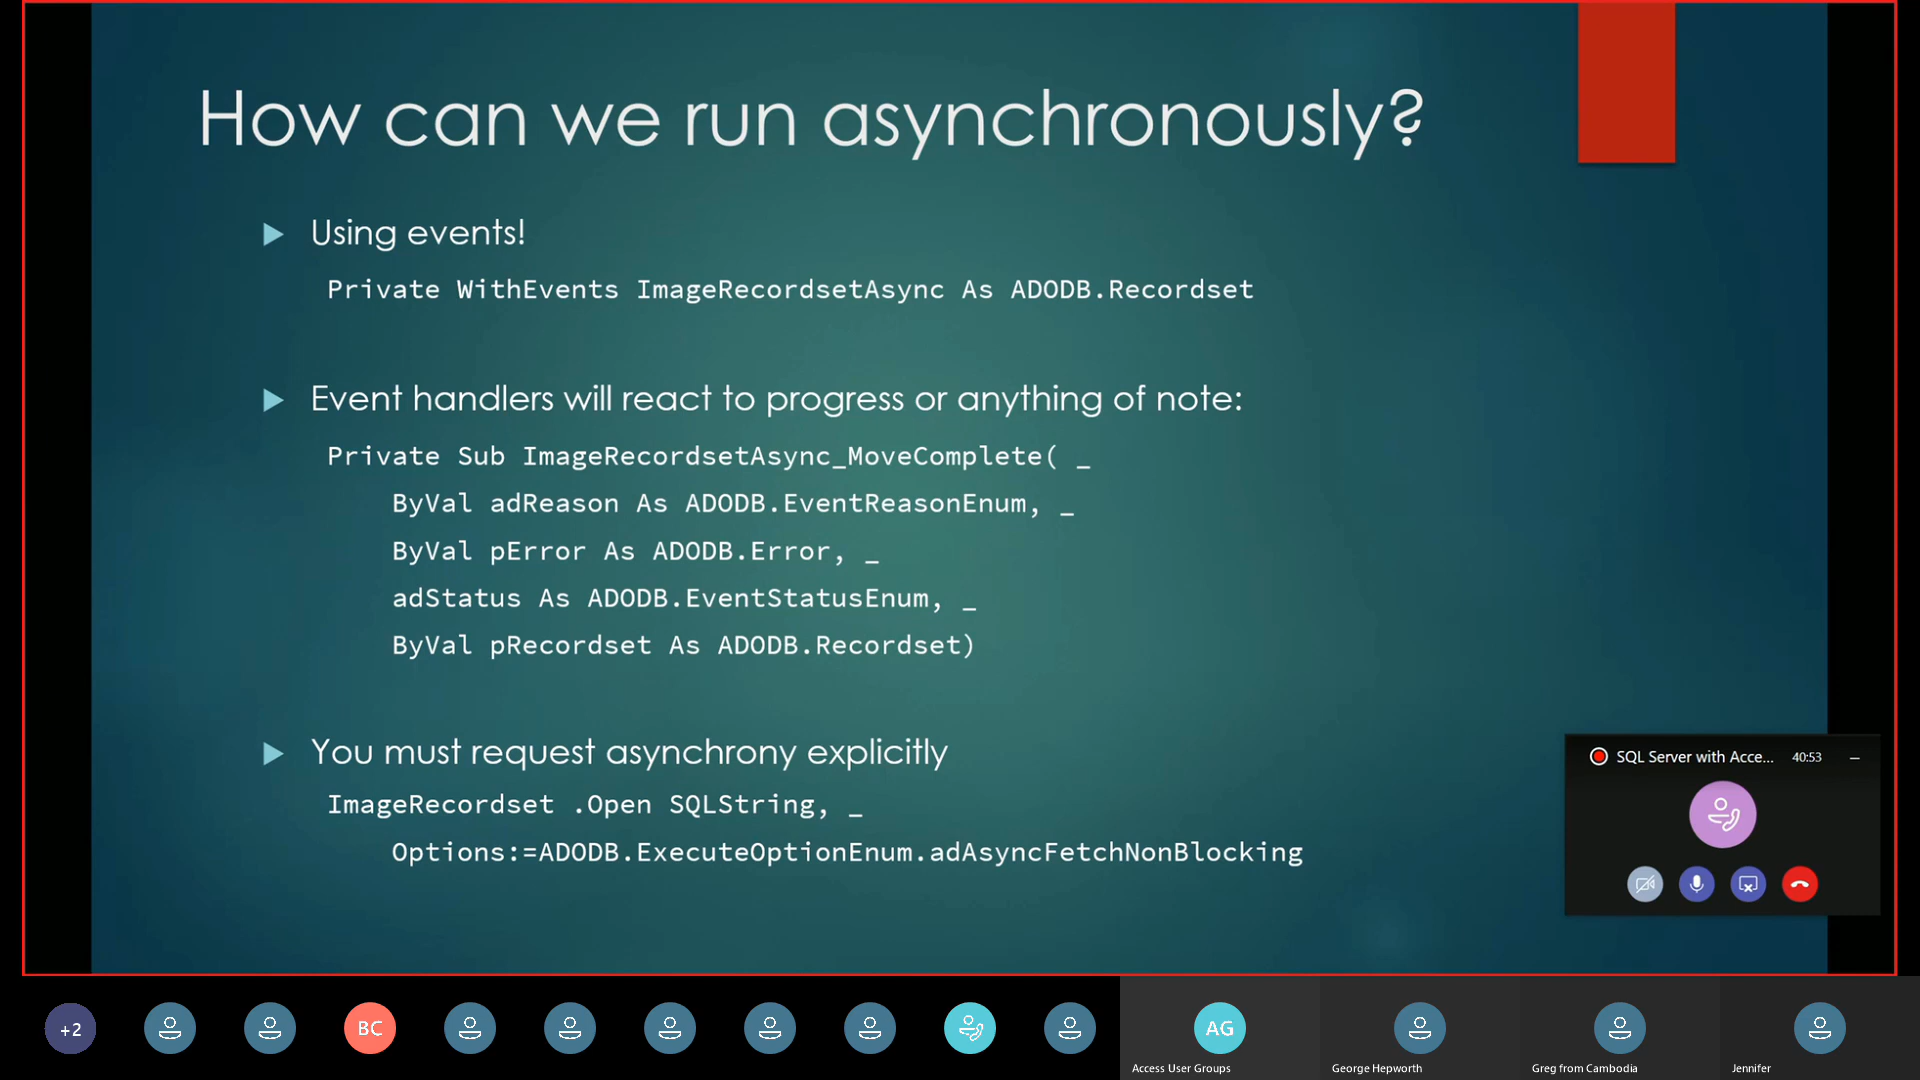 How can we run asynchronously?
Using events!
Private WithEvents ImageRecordsetAsync As ADODB.Recordset
Event handlers will react to progress or anything of note:
Private Sub ImageRecordsetAsync_MoveComplete( _
ByVal adReason As ADODB.EventReasonEnum, _
ByVal pError As ADODB.Error, _
adStatus As ADODB.EventStatusEnum, _
ByVal pRecordset As ADODB.Recordset)
You must request asynchrony explicitly
ImageRecordset .Open SQLString, _
Options:=ADODB.ExecuteOptionEnum.adAsyncFetchNonBlocking
SQL Server with Acce... 40:53
+2
BC
AG
Access User Groups
George Hepworth
Greg from Cambodia
Jennifer